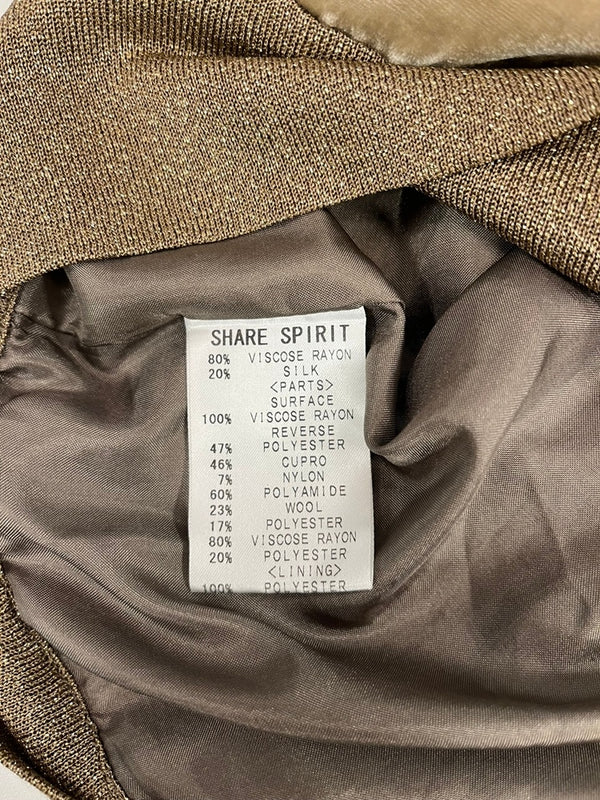 SHARE SPIRIT
80% VISCOSE RAYON
20% SILK
<PARTS>
SURFACE
100% VISCOSE RAYON
REVERSE
47% POLYESTER
46% CUPRO
7% NYLON
60% POLYAMIDE
23% WOOL
17% POLYESTER
80% VISCOSE RAYON
20% POLYESTER
<LINING>
100% POLYESTER